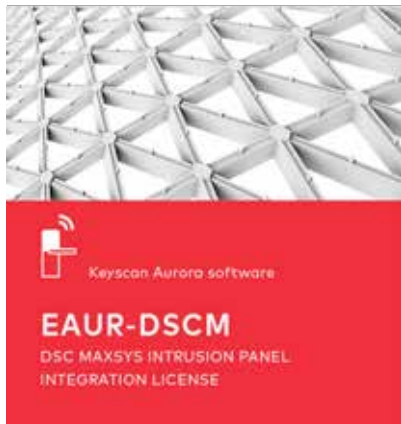 Keyscan Aurora software
EAUR-DSCM
DSC MAXSYS INTRUSION PANEL
INTEGRATION LICENSE